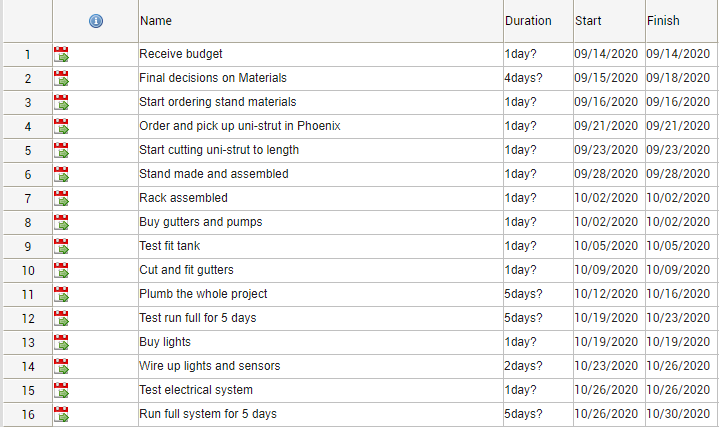 Name Duration Start Finish
1 Receive budget 1day? 09/14/2020 09/14/2020
2 Final decisions on Materials 4days? 09/15/2020 09/18/2020
3 Start ordering stand materials 1day? 09/16/2020 09/16/2020
4 Order and pick up uni-strut in Phoenix 1day? 09/21/2020 09/21/2020
5 Start cutting uni-strut to length 1day? 09/23/2020 09/23/2020
6 Stand made and assembled 1day? 09/28/2020 09/28/2020
7 Rack assembled 1day? 10/02/2020 10/02/2020
8 Buy gutters and pumps 1day? 10/02/2020 10/02/2020
9 Test fit tank 1day? 10/05/2020 10/05/2020
10 Cut and fit gutters 1day? 10/09/2020 10/09/2020
11 Plumb the whole project 5days? 10/12/2020 10/16/2020
12 Test run full for 5 days 5days? 10/19/2020 10/23/2020
13 Buy lights 1day? 10/19/2020 10/19/2020
14 Wire up lights and sensors 2days? 10/23/2020 10/26/2020
15 Test electrical system 1day? 10/26/2020 10/26/2020
16 Run full system for 5 days 5days? 10/26/2020 10/30/2020